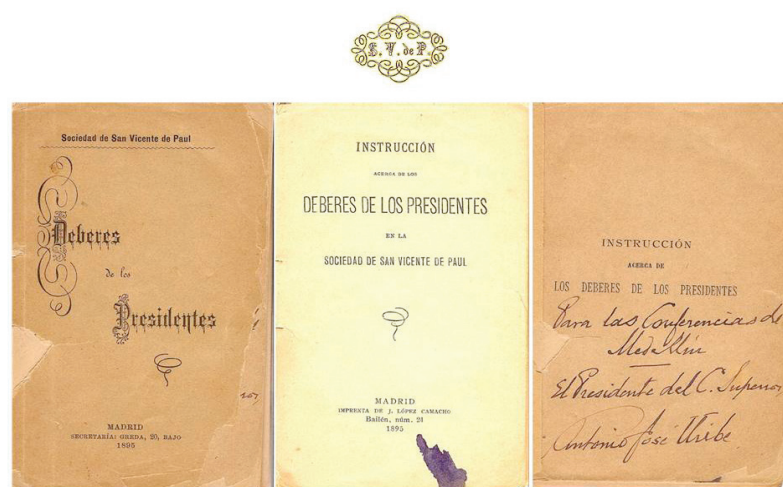 S. V. de P.
Sociedad de San Vicente de Paul
Deberes
de los
Presidentes
MADRID
SECRETARÍA: GREDA, 20, BAJO
1895
INSTRUCCIÓN
ACERCA DE LOS
DEBERES DE LOS PRESIDENTES
EN LA
SOCIEDAD DE SAN VICENTE DE PAUL
MADRID
IMPRENTA DE J. LÓPEZ CAMACHO
Bailén, núm. 24
1895
INSTRUCCIÓN
ACERCA DE
LOS DEBERES DE LOS PRESIDENTES
Para las Conferencias de
Medellín
El Presidente del C. Superior
Antonio José Uribe